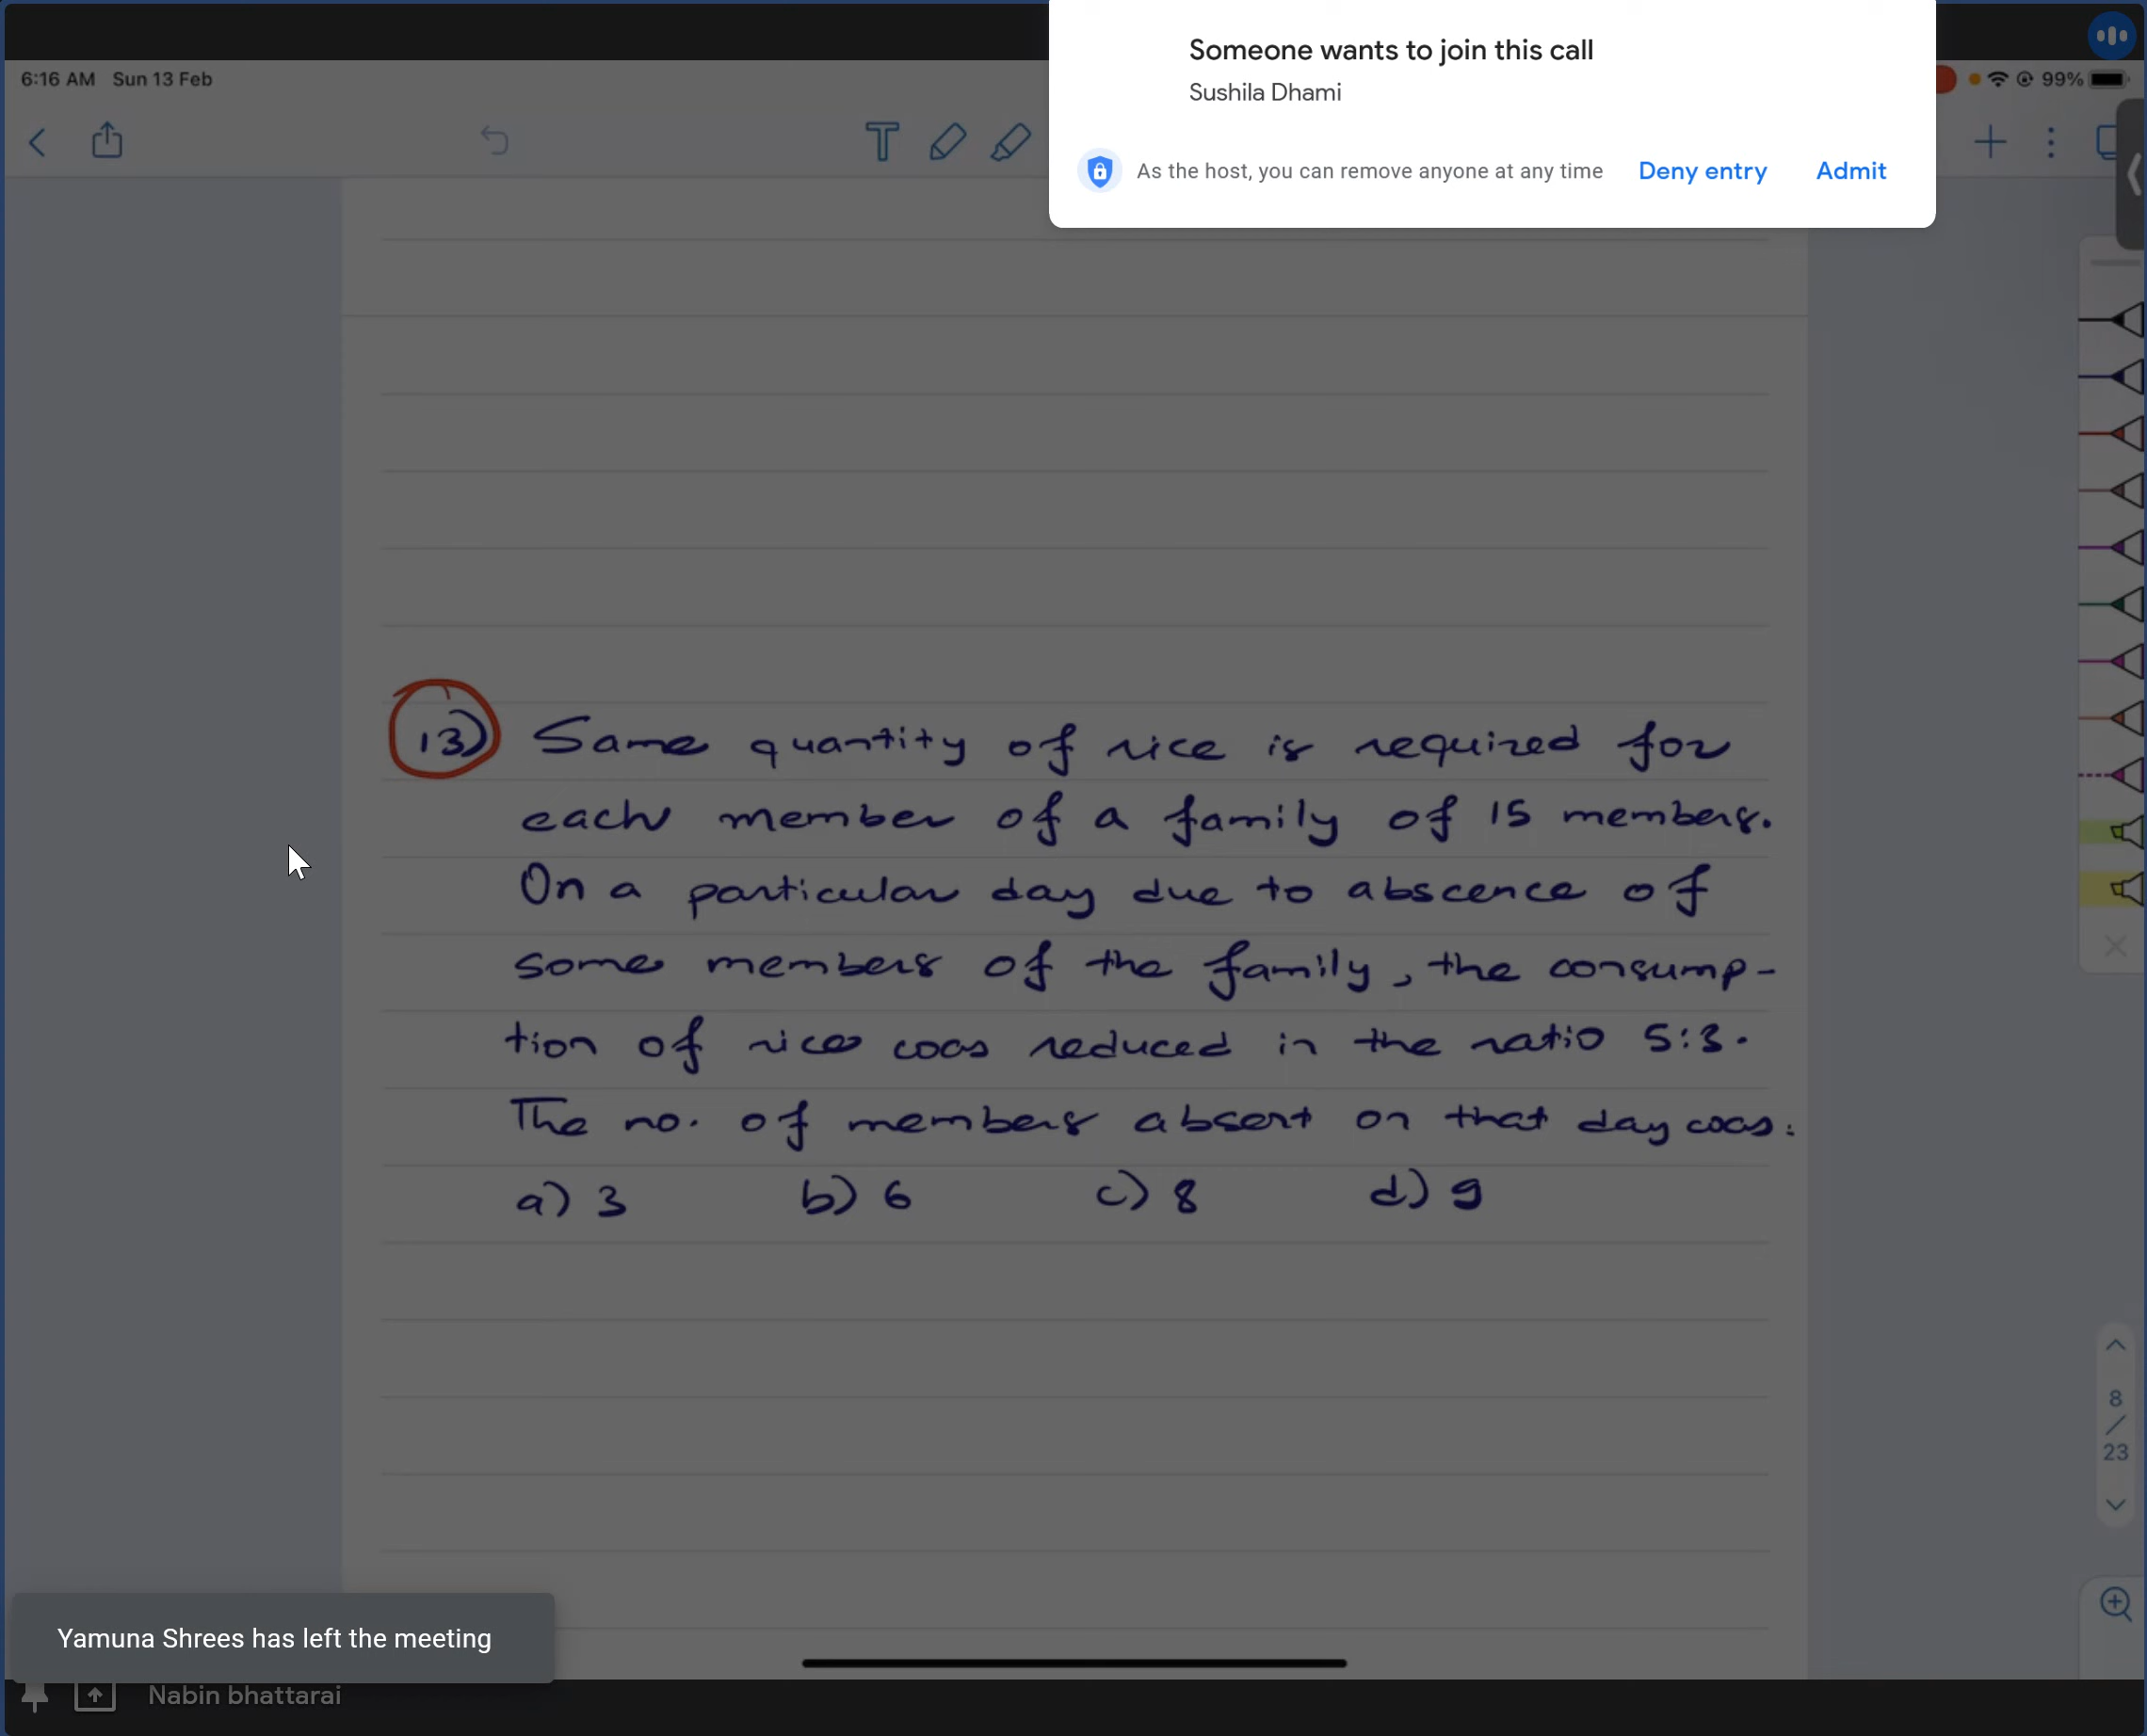 Someone wants to join this call
Sushila Dhami
As the host, you can remove anyone at any time Deny entry Admit
6:16 AM Sun 13 Feb
99%
T
13) Same quantity of rice is required for
each member of a family of 15 members.
On a particular day due to abscence of
some members of the family, the consump-
tion of rice was reduced in the ratio 5:3.
The no. of members absent on that day was:
a) 3 b) 6 c) 8 d) 9
8
/
23
Yamuna Shrees has left the meeting
Nabin bhattarai